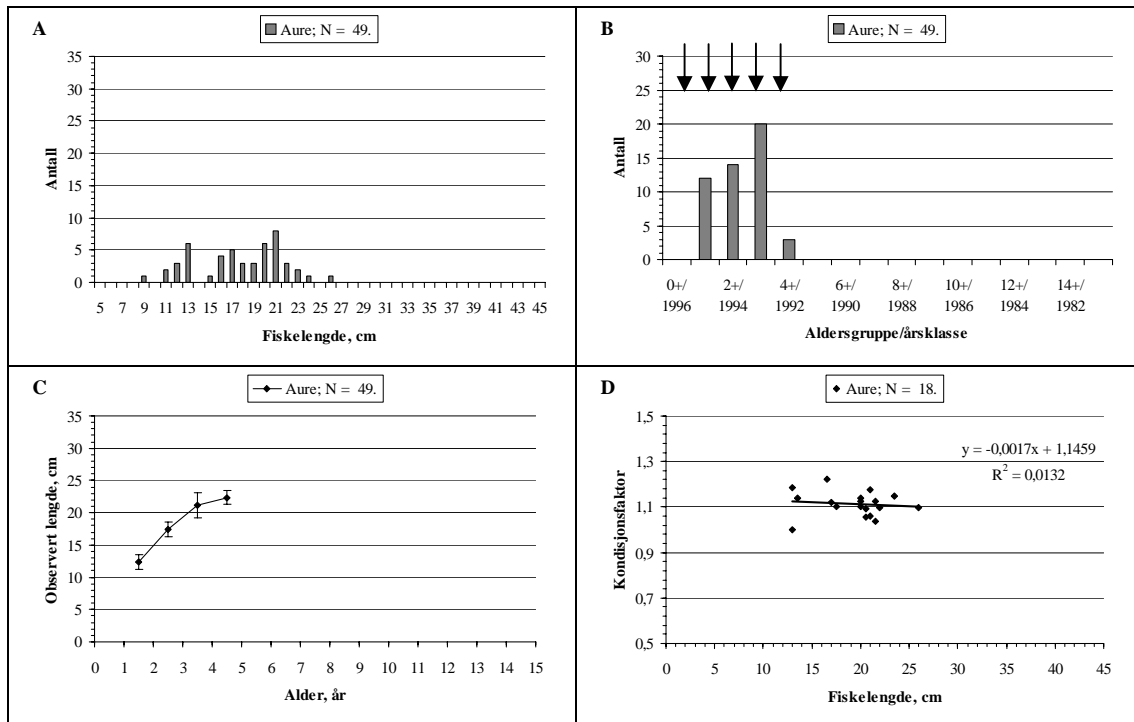 A
Aure; N = 49.
35
30
25
20
15
10
5
0
Antall
5 7 9 11 13 15 17 19 21 23 25 27 29 31 33 35 37 39 41 43 45
Fiskelengde, cm
B
Aure; N = 49.
30
25
20
15
10
5
0
Antall
0+/ 2+/ 4+/ 6+/ 8+/ 10+/ 12+/ 14+/
1996 1994 1992 1990 1988 1986 1984 1982
Aldersgruppe/årsklasse
C
Aure; N = 49.
35
30
25
20
15
10
5
0
Observert lengde, cm
0 1 2 3 4 5 6 7 8 9 10 11 12 13 14 15
Alder, år
D
Aure; N = 18.
1,5
1,3
1,1
0,9
0,7
0,5
Kondisjonsfaktor
y = -0,0017x + 1,1459
R² = 0,0132
0 5 10 15 20 25 30 35 40 45
Fiskelengde, cm